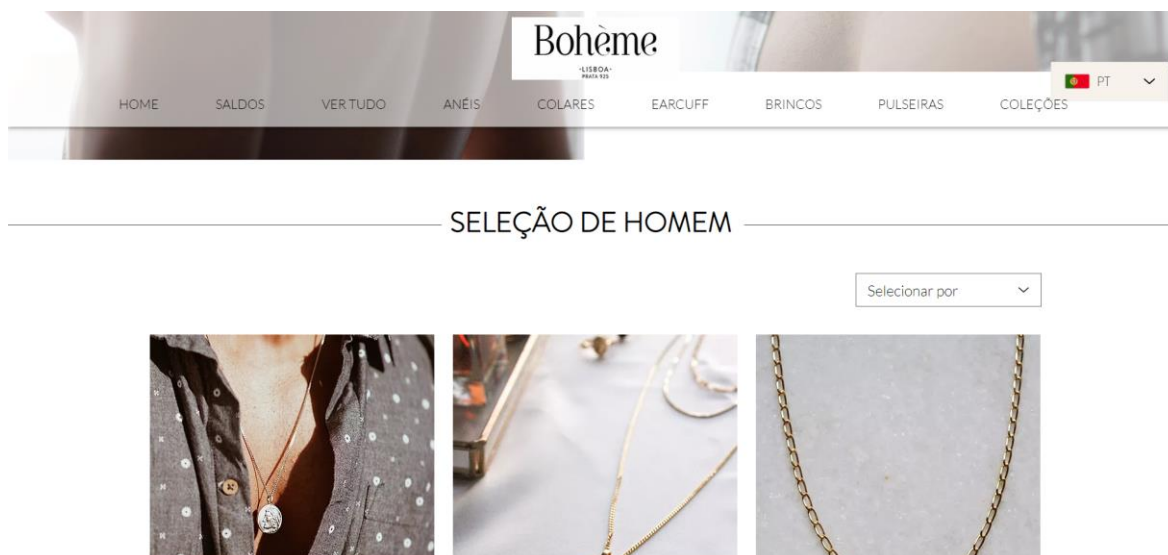 Bohème
·LISBOA·
PRATA 925
PT
HOME SALDOS VER TUDO ANÉIS COLARES EARCUFF BRINCOS PULSEIRAS COLEÇÕES
SELEÇÃO DE HOMEM
Selecionar por